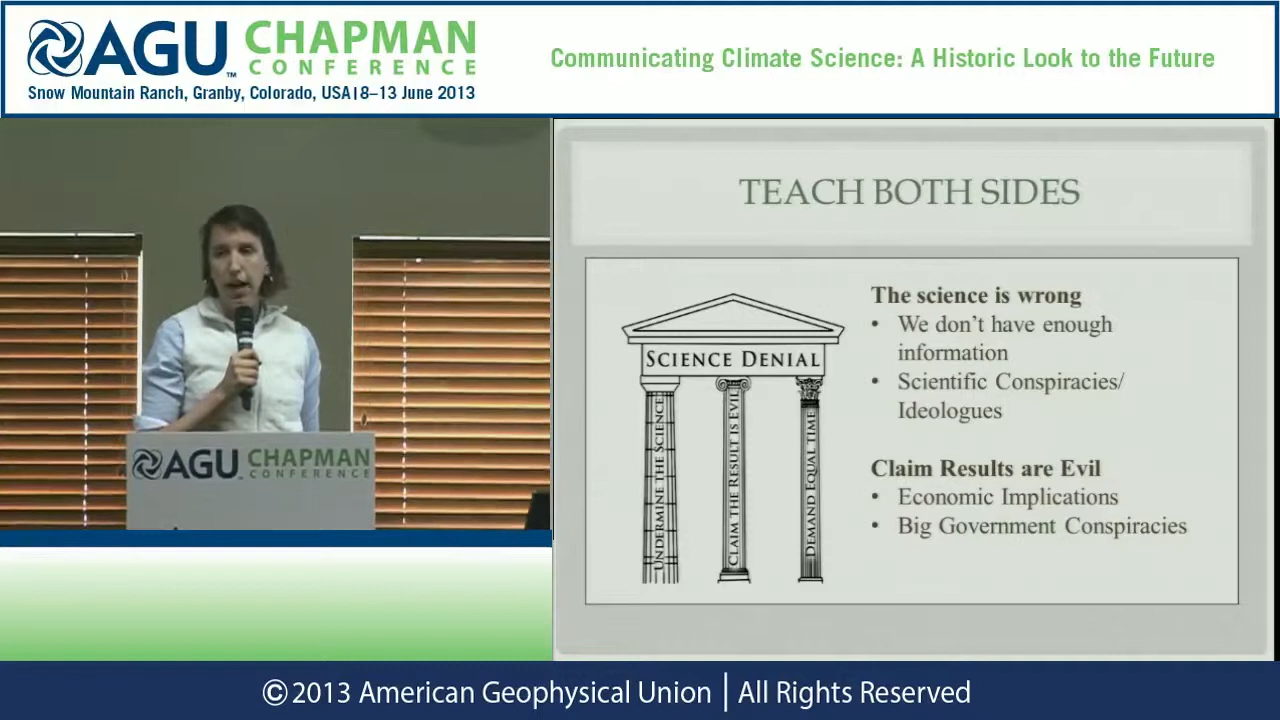 AGU™ CHAPMAN
CONFERENCE
Snow Mountain Ranch, Granby, Colorado, USA|8–13 June 2013
Communicating Climate Science: A Historic Look to the Future
AGU CHAPMAN
CONFERENCE
TEACH BOTH SIDES
SCIENCE DENIAL
UNDERMINE THE SCIENCE
CLAIM THE RESULT IS EVIL
DEMAND EQUAL TIME
The science is wrong
• We don't have enough
information
• Scientific Conspiracies/
Ideologues
Claim Results are Evil
• Economic Implications
• Big Government Conspiracies
©2013 American Geophysical Union | All Rights Reserved